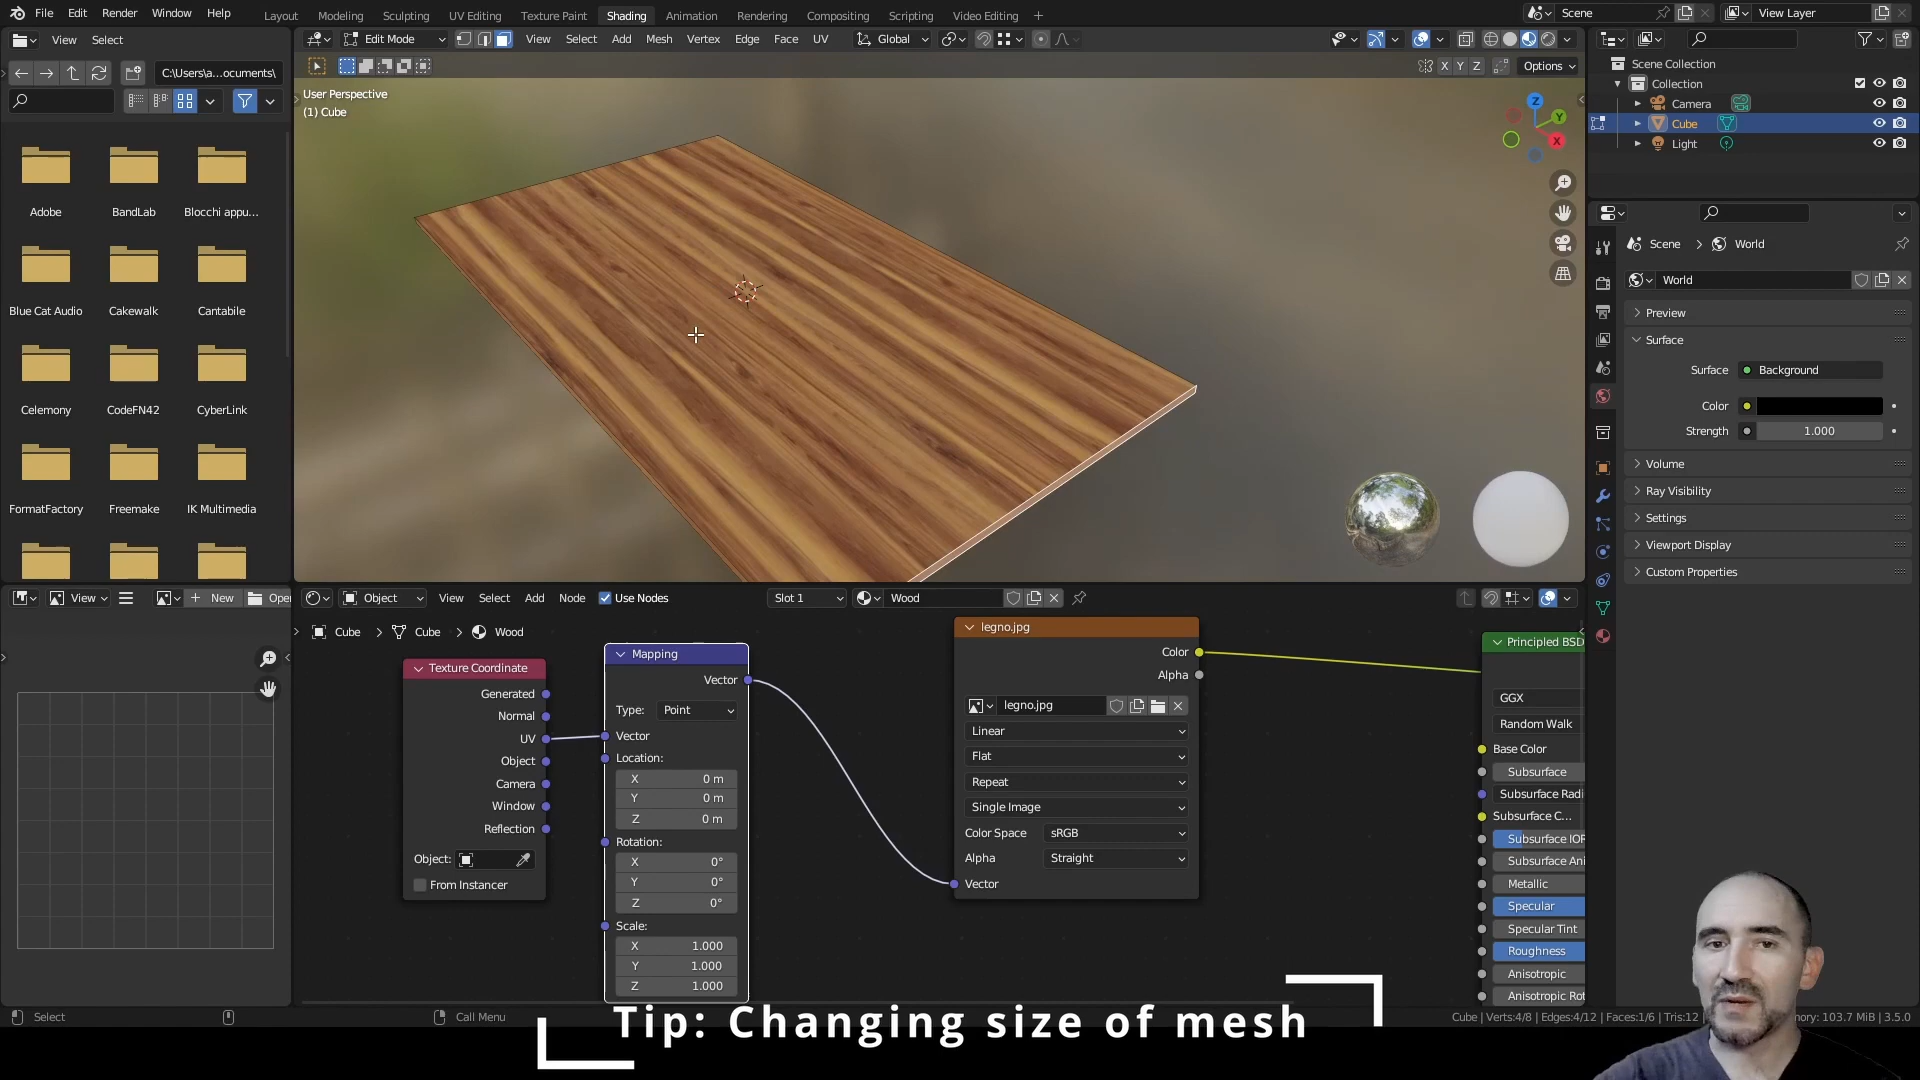 File Edit Render Window Help Layout Modeling Sculpting UV Editing Texture Paint Shading Animation Rendering Compositing Scripting Video Editing + Scene View Layer
View Select Edit Mode View Select Add Mesh Vertex Edge Face UV Global
C:\Users\a...ocuments\ X Y Z Options
User Perspective
(1) Cube
Scene Collection
Collection
Camera
Cube
Light
Z
Y
X
Adobe BandLab Blocchi appu...
Blue Cat Audio Cakewalk Cantabile
Celemony CodeFN42 CyberLink
FormatFactory Freemake IK Multimedia
Scene > World
World
Preview
Surface
Surface Background
Color
Strength 1.000
Volume
Ray Visibility
Settings
Viewport Display
Custom Properties
View New Open Object View Select Add Node Use Nodes Slot 1 Wood
Cube > Cube > Wood
Texture Coordinate
Generated
Normal
UV
Object
Camera
Window
Reflection
Object:
From Instancer
Mapping
Vector
Type: Point
Vector
Location:
X 0 m
Y 0 m
Z 0 m
Rotation:
X 0°
Y 0°
Z 0°
Scale:
X 1.000
Y 1.000
Z 1.000
legno.jpg
Color
Alpha
legno.jpg
Linear
Flat
Repeat
Single Image
Color Space sRGB
Alpha Straight
Vector
Principled BSD
GGX
Random Walk
Base Color
Subsurface
Subsurface Radi
Subsurface C...
Subsurface IOR
Subsurface Ani
Metallic
Specular
Specular Tint
Roughness
Anisotropic
Anisotropic Rot
Select Call Menu Cube | Verts:4/8 | Edges:4/12 | Faces:1/6 | Tris:12 mory: 103.7 MiB | 3.5.0
Tip: Changing size of mesh